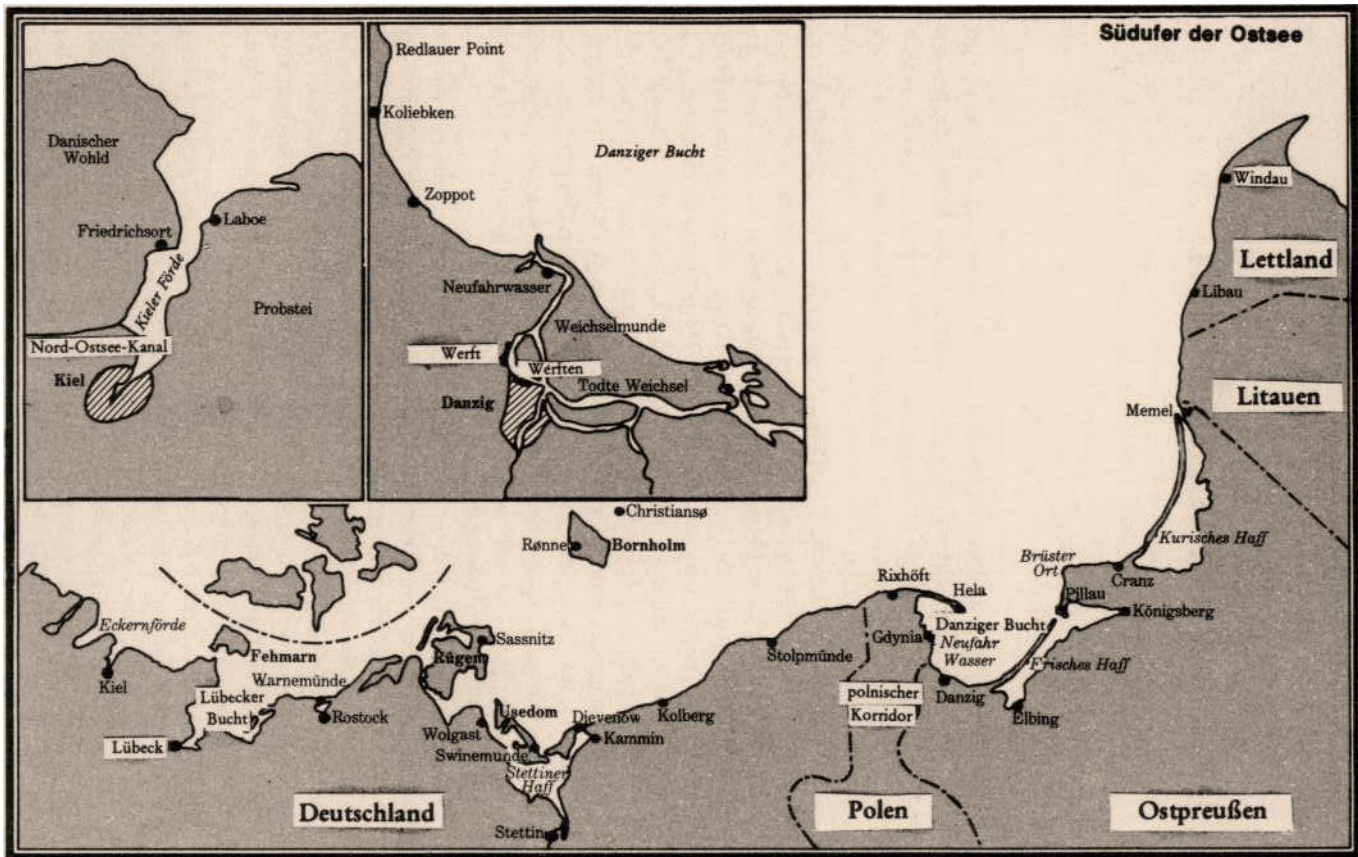 Südufer der Ostsee
Redlauer Point
Koliebken
Danischer
Wohld
Danziger Bucht
Zoppot
Windau
Laboe
Friedrichsort
Kieler Förde
Neufahrwasser
Lettland
Libau
Probstei
Weichselmunde
Nord-Ostsee-Kanal
Werft
Werften
Kiel
Todte Weichsel
Danzig
Litauen
Memel
Christiansø
Rønne
Bornholm
Kurisches Haff
Brüster
Ort
Cranz
Rixhöft
Hela
Pillau
Königsberg
Eckernförde
Danziger Bucht
Gdynia
Neufahr
Wasser
Sassnitz
Fehmarn
Rügen
Stolpmünde
Frisches Haff
Kiel
Warnemünde
Lübecker
Bucht
polnischer
Korridor
Danzig
Elbing
Rostock
Usedom
Dievenow
Kolberg
Wolgast
Kammin
Lübeck
Swinemunde
Stettiner
Haff
Deutschland
Polen
Ostpreußen
Stettin